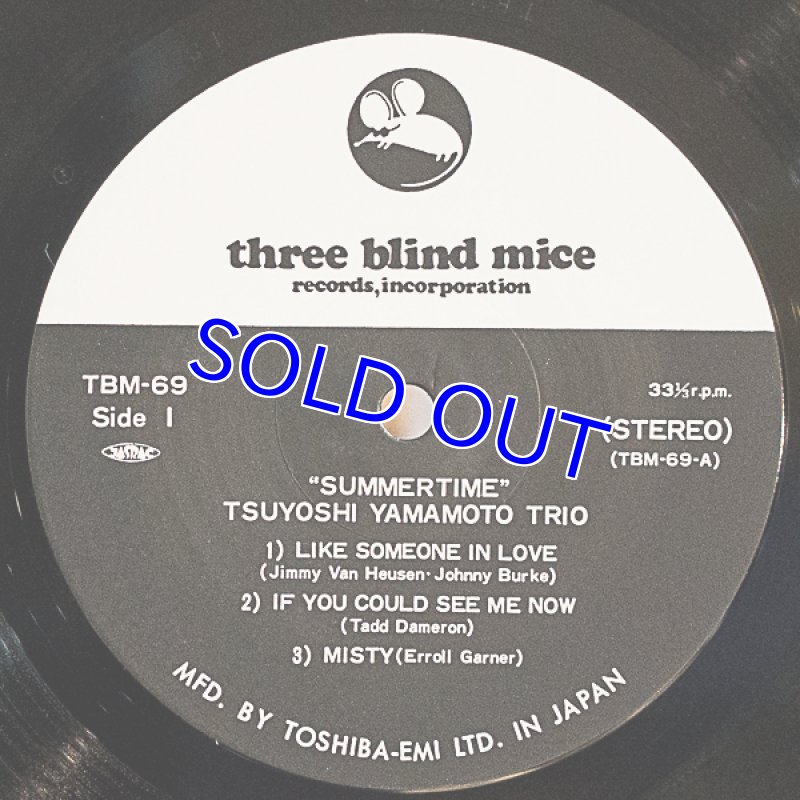 three blind mice
records, incorporation
SOLD OUT
TBM-69
Side 1
33⅓ r.p.m.
(STEREO)
(TBM-69-A)
JASRAC
"SUMMERTIME"
TSUYOSHI YAMAMOTO TRIO
1) LIKE SOMEONE IN LOVE
(Jimmy Van Heusen·Johnny Burke)
2) IF YOU COULD SEE ME NOW
(Tadd Dameron)
3) MISTY (Erroll Garner)
MFD. BY TOSHIBA-EMI LTD. IN JAPAN